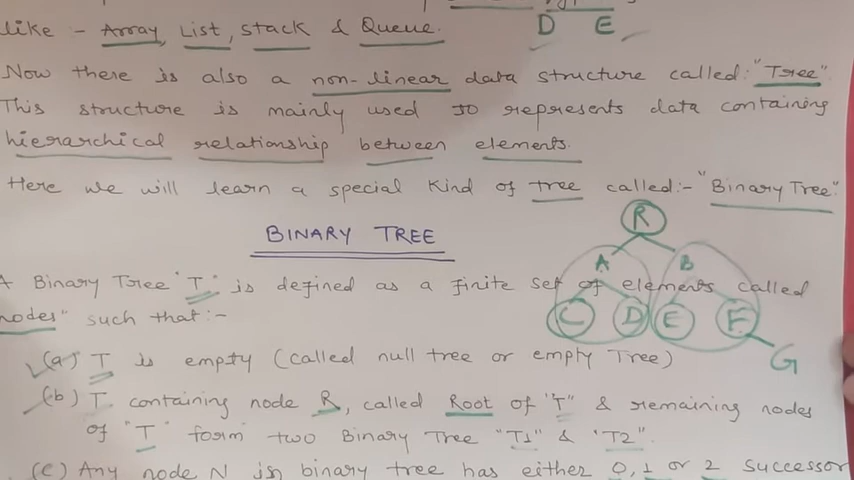 D E
like :- Array, List, Stack & Queue.
Now there is also a non-linear data structure called: "Tree".
This structure is mainly used to represents data containing
hierarchical relationship between elements.
Here we will learn a special kind of tree called:- "Binary Tree".
R
BINARY TREE
A B
A Binary Tree 'T' is defined as a finite set of elements called
nodes" such that :-
C D E F
G
(a) T is empty (called null tree or empty Tree)
(b) T containing node R, called Root of "T" & remaining nodes
of "T" form two Binary Tree "T1" & "T2".
(c) Any node N in binary tree has either 0, 1 or 2 successor